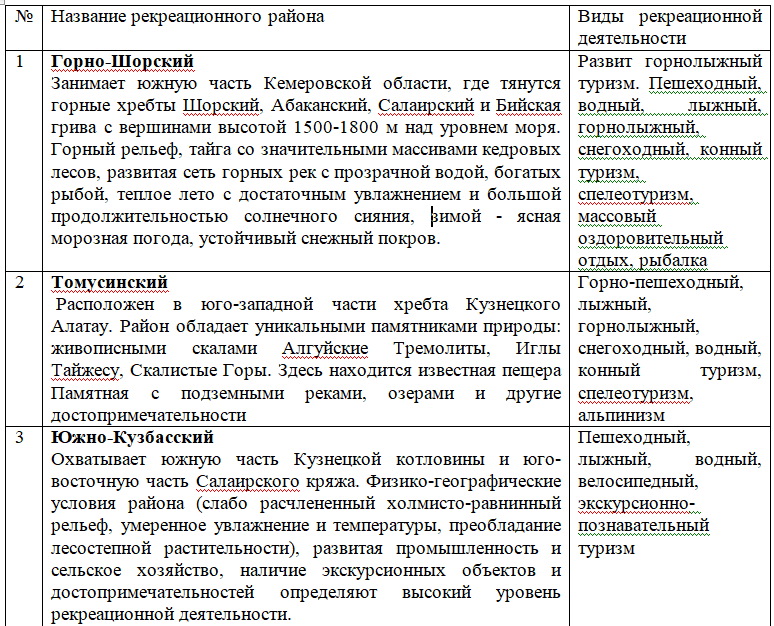 № Название рекреационного района Виды рекреационной
деятельности
1 Горно-Шорский
Занимает южную часть Кемеровской области, где тянутся
горные хребты Шорский, Абаканский, Салаирский и Бийская
грива с вершинами высотой 1500-1800 м над уровнем моря.
Горный рельеф, тайга со значительными массивами кедровых
лесов, развитая сеть горных рек с прозрачной водой, богатых
рыбой, теплое лето с достаточным увлажнением и большой
продолжительностью солнечного сияния, зимой - ясная
морозная погода, устойчивый снежный покров.
Развит горнолыжный
туризм. Пешеходный,
водный, лыжный,
горнолыжный,
снегоходный, конный
туризм,
спелеотуризм,
массовый
оздоровительный
отдых, рыбалка
2 Томусинский
Расположен в юго-западной части хребта Кузнецкого
Алатау. Район обладает уникальными памятниками природы:
живописными скалами Алгуйские Тремолиты, Иглы
Тайжесу, Скалистые Горы. Здесь находится известная пещера
Памятная с подземными реками, озерами и другие
достопримечательности
Горно-пешеходный,
лыжный,
горнолыжный,
снегоходный, водный,
конный туризм,
спелеотуризм,
альпинизм
3 Южно-Кузбасский
Охватывает южную часть Кузнецкой котловины и юго-
восточную часть Салаирского кряжа. Физико-географические
условия района (слабо расчлененный холмисто-равнинный
рельеф, умеренное увлажнение и температуры, преобладание
лесостепной растительности), развитая промышленность и
сельское хозяйство, наличие экскурсионных объектов и
достопримечательностей определяют высокий уровень
рекреационной деятельности.
Пешеходный,
лыжный, водный,
велосипедный,
экскурсионно-
познавательный
туризм